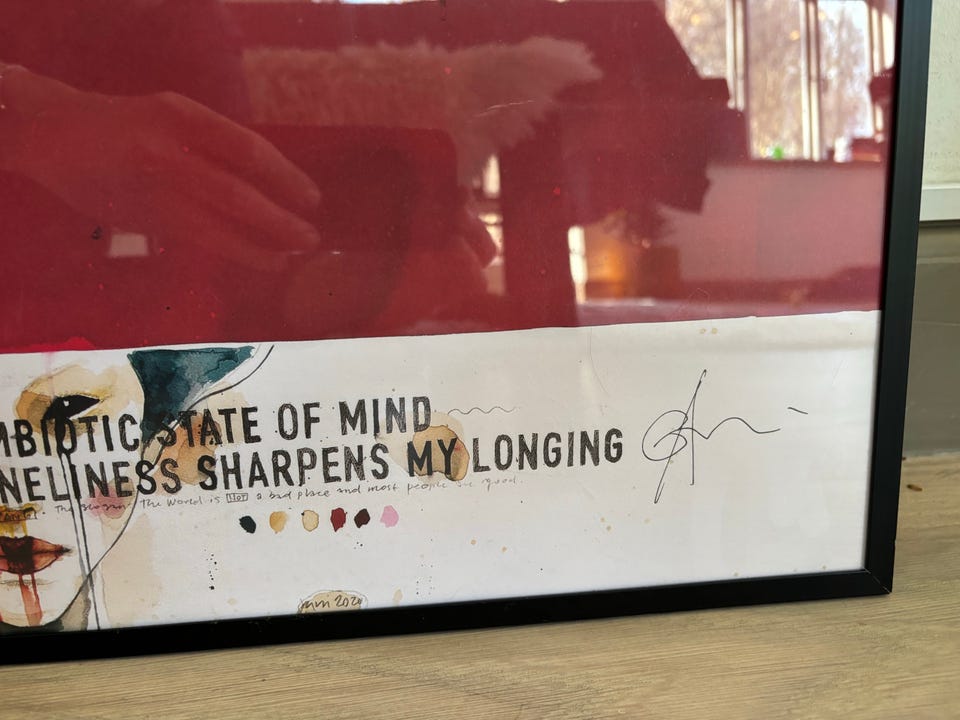 MBIOTIC STATE OF MIND
NELINESS SHARPENS MY LONGING
The World is NOT a bad place and most people are good.
2020